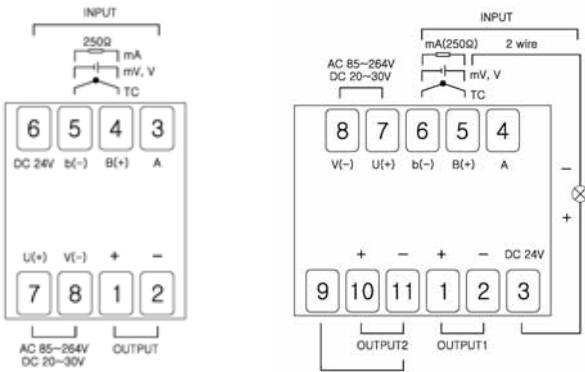 INPUT
250Ω
mA
mV, V
TC
6 5 4 3
DC 24V b(-) B(+) A
U(+) V(-) + -
7 8 1 2
AC 85~264V
DC 20~30V
OUTPUT
INPUT
mA(250Ω) 2 wire
AC 85~264V
DC 20~30V
mV, V
TC
8 7 6 5 4
V(-) U(+) b(-) B(+) A
-
+
+ - + - DC 24V
9 10 11 1 2 3
OUTPUT2 OUTPUT1